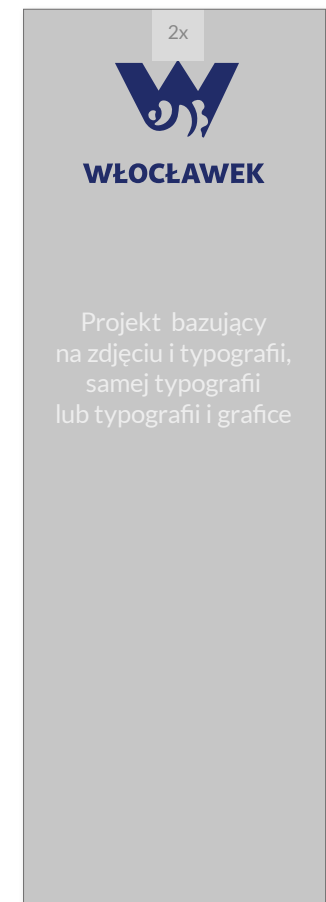 2x
WŁOCŁAWEK
Projekt bazujący
na zdjęciu i typografii,
samej typografii
lub typografii i grafice